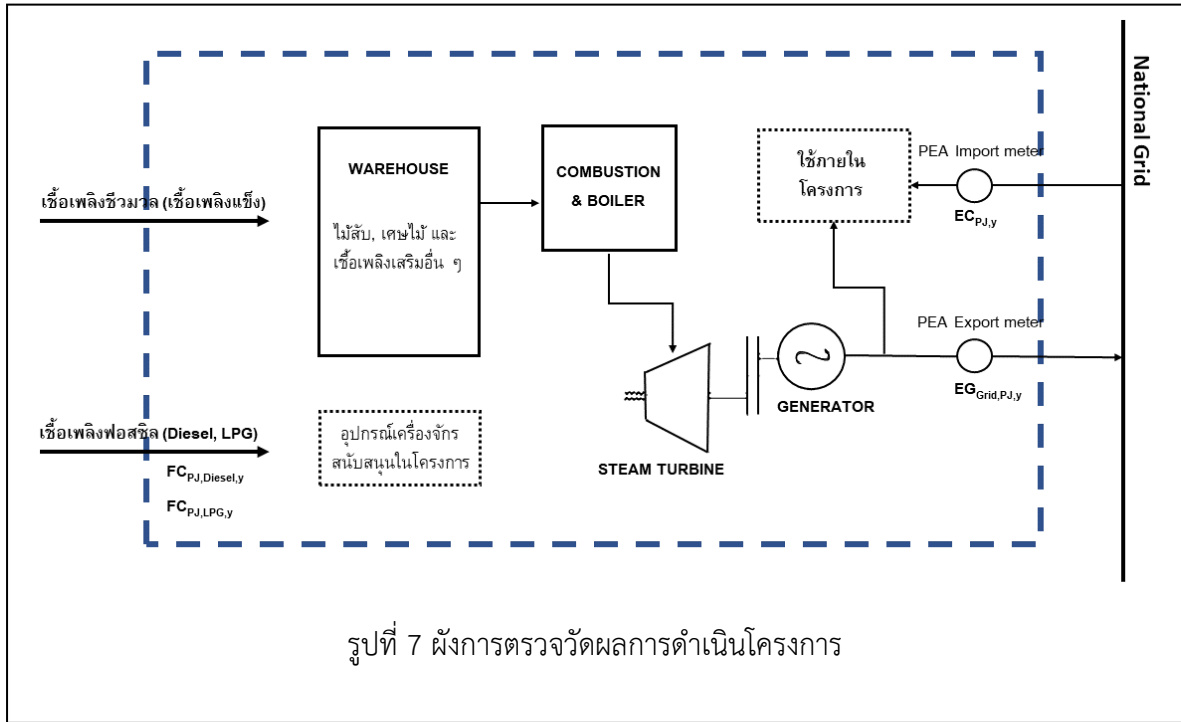 National Grid
WAREHOUSE
ไม้สับ, เศษไม้ และ
เชื้อเพลิงเสริมอื่น ๆ
COMBUSTION
& BOILER
ใช้ภายใน
โครงการ
PEA Import meter
EC PJ,y
เชื้อเพลิงชีวมวล (เชื้อเพลิงแข็ง)
PEA Export meter
EG Grid,PJ,y
GENERATOR
STEAM TURBINE
เชื้อเพลิงฟอสซิล (Diesel, LPG)
FC PJ,Diesel,y
FC PJ,LPG,y
อุปกรณ์เครื่องจักร
สนับสนุนในโครงการ
รูปที่ 7 ผังการตรวจวัดผลการดำเนินโครงการ